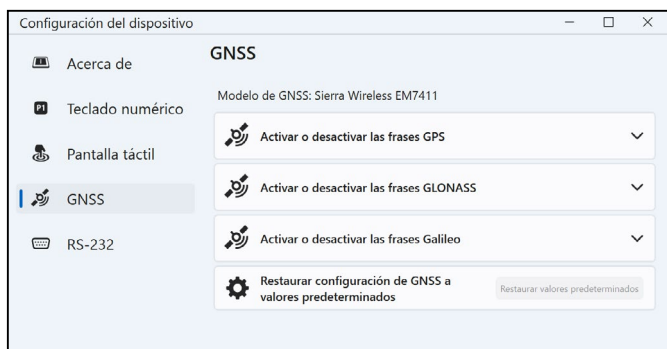 Configuración del dispositivo
Acerca de
P1
Teclado numérico
Pantalla táctil
GNSS
RS-232
GNSS
Modelo de GNSS: Sierra Wireless EM7411
Activar o desactivar las frases GPS
Activar o desactivar las frases GLONASS
Activar o desactivar las frases Galileo
Restaurar configuración de GNSS a
valores predeterminados
Restaurar valores predeterminados